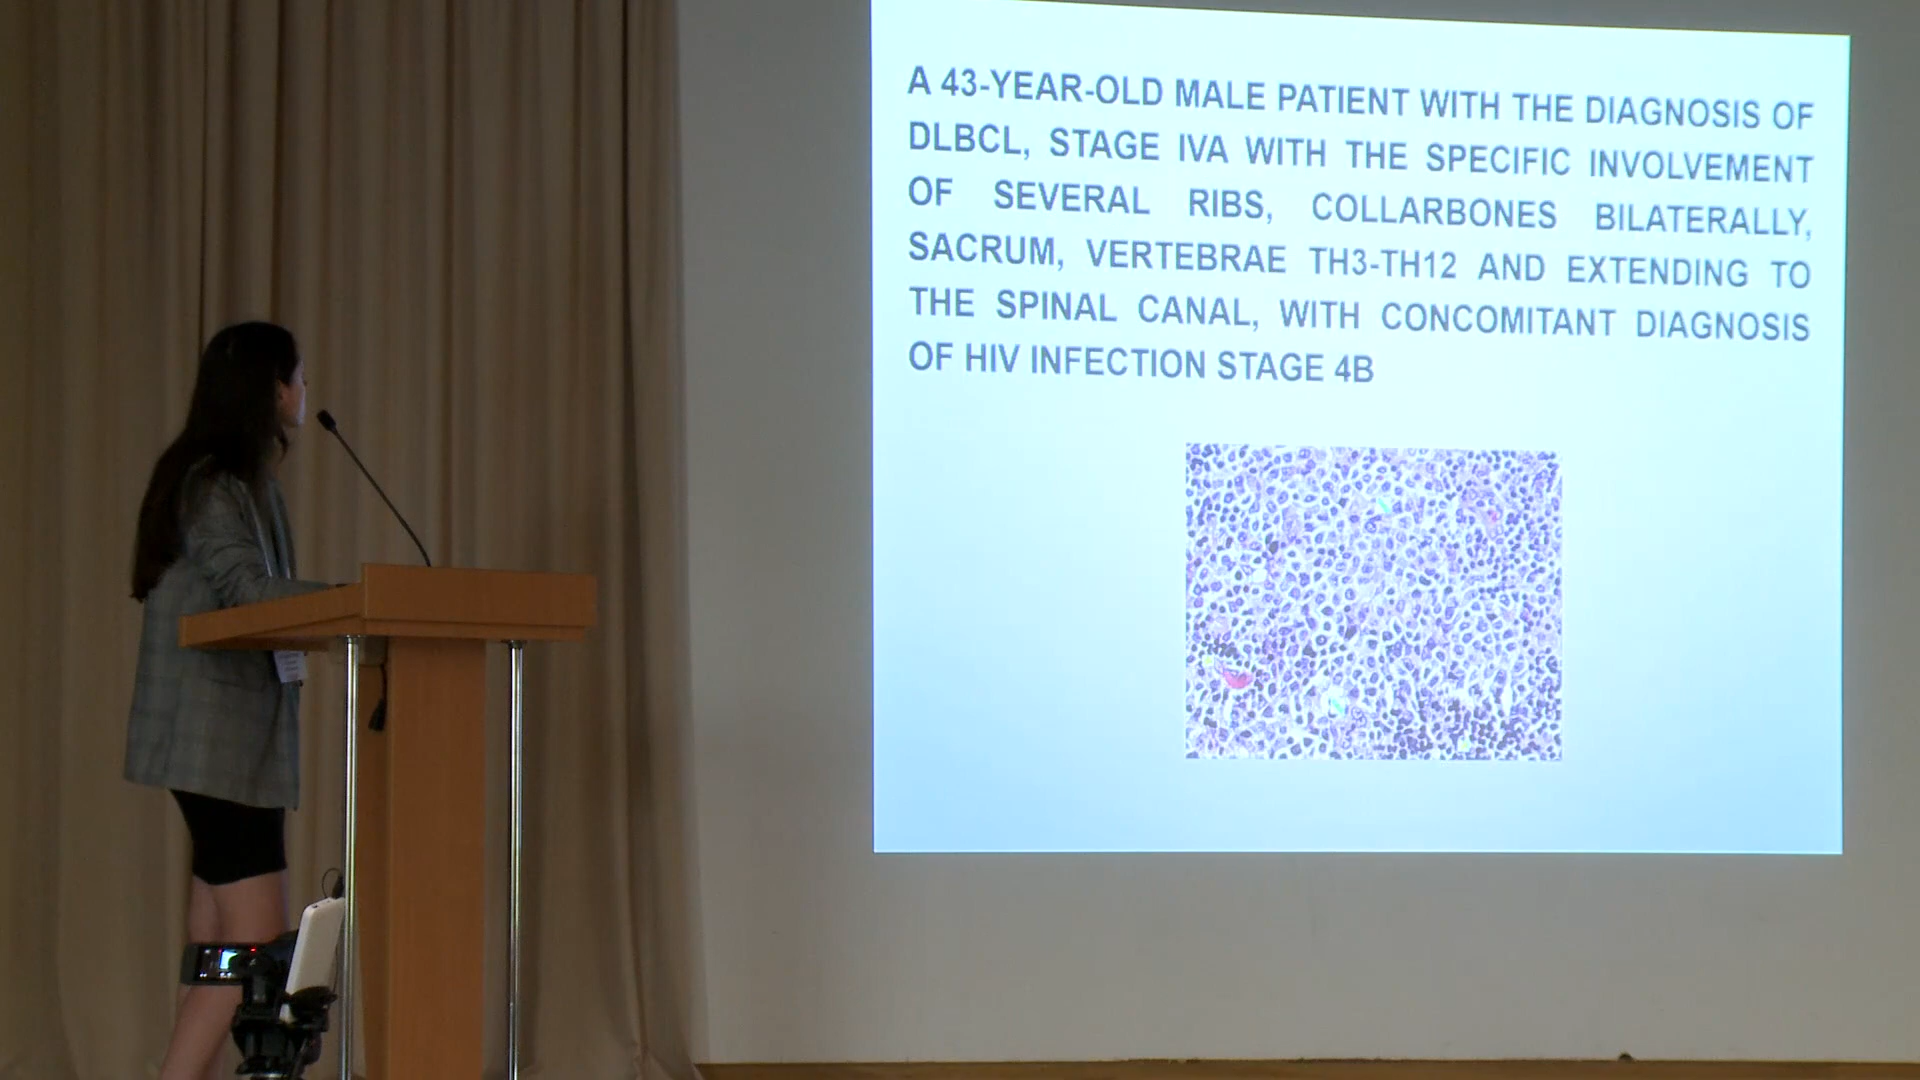 A 43-YEAR-OLD MALE PATIENT WITH THE DIAGNOSIS OF
DLBCL, STAGE IVA WITH THE SPECIFIC INVOLVEMENT
OF SEVERAL RIBS, COLLARBONES BILATERALLY,
SACRUM, VERTEBRAE TH3-TH12 AND EXTENDING TO
THE SPINAL CANAL, WITH CONCOMITANT DIAGNOSIS
OF HIV INFECTION STAGE 4B